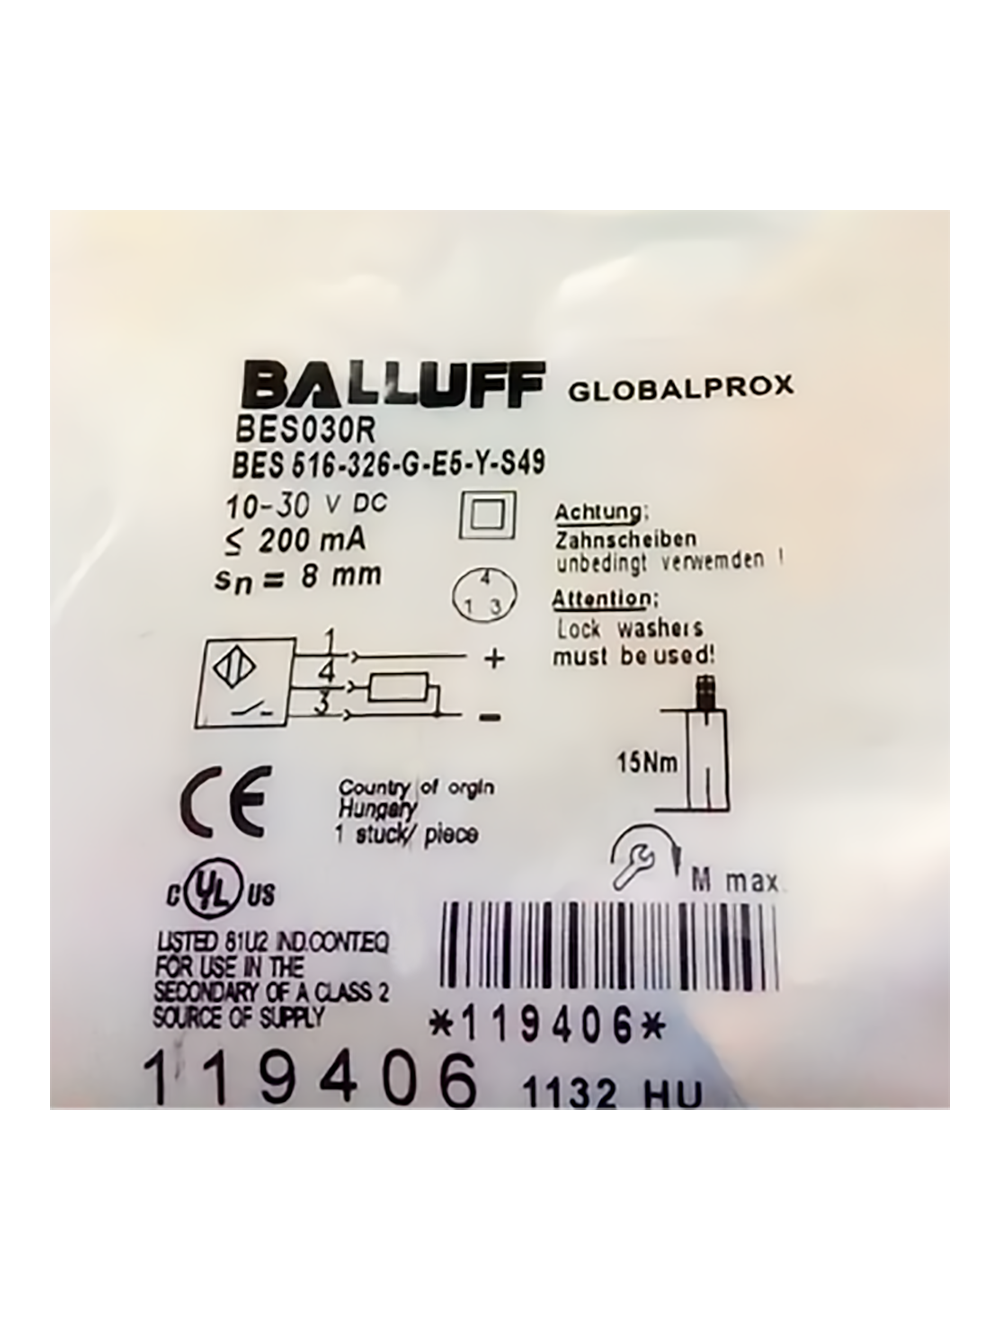 BALLUFF GLOBALPROX
BES030R
BES 516-326-G-E5-Y-S49
10-30 V DC
≤ 200 mA
sn = 8 mm
4
1 3
Achtung;
Zahnscheiben
unbedingt verwemden !
Attention;
Lock washers
must be used!
1
+
4
3
-
15Nm
M max.
CE
Country of orgin
Hungary
1 stuck/ piece
c UL US
LISTED 81U2 IND.CONT.EQ
FOR USE IN THE
SECONDARY OF A CLASS 2
SOURCE OF SUPPLY
*119406*
119406 1132 HU